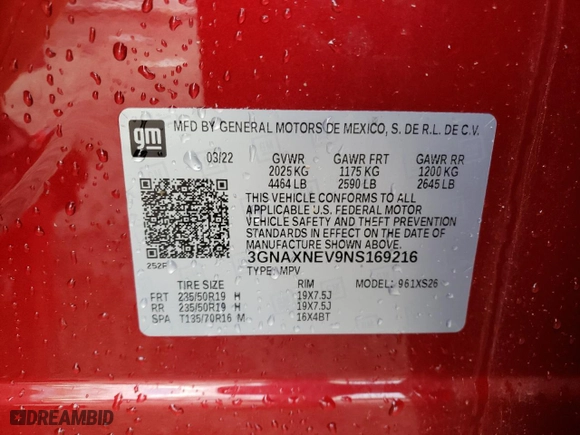 gm
MFD BY GENERAL MOTORS DE MEXICO, S. DE R.L. DE C.V.
03/22 GVWR GAWR FRT GAWR RR
2025 KG 1175 KG 1200 KG
4464 LB 2590 LB 2645 LB
THIS VEHICLE CONFORMS TO ALL
APPLICABLE U.S. FEDERAL MOTOR
VEHICLE SAFETY AND THEFT PREVENTION
STANDARDS IN EFFECT ON THE DATE OF
MANUFACTURE SHOWN ABOVE.
3GNAXNEV9NS169216
252F TYPE: MPV
TIRE SIZE RIM MODEL: 961XS26
FRT 235/50R19 H 19X7.5J
RR 235/50R19 H 19X7.5J
SPA T135/70R16 M 16X4BT
DREAMBID